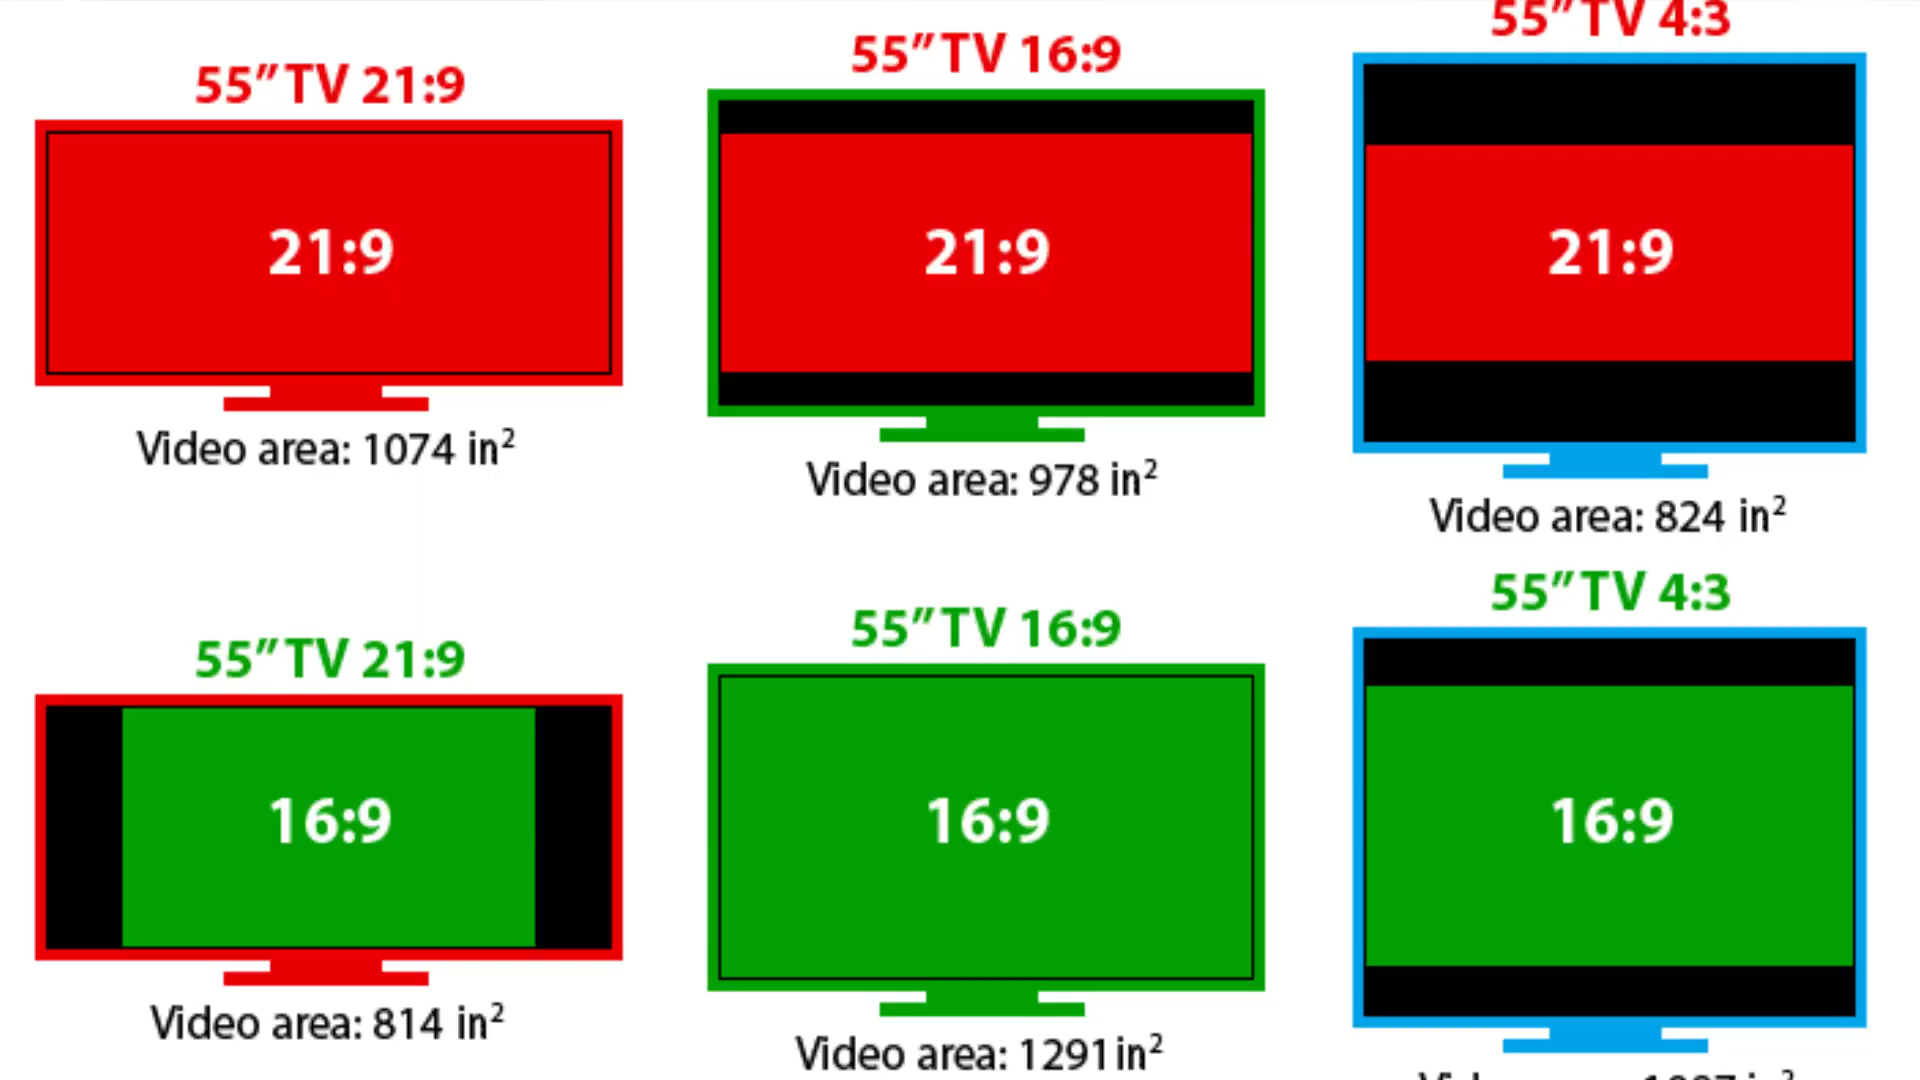 55” TV 21:9
21:9
Video area: 1074 in²
55” TV 16:9
21:9
Video area: 978 in²
55” TV 4:3
21:9
Video area: 824 in²
55” TV 21:9
16:9
Video area: 814 in²
55” TV 16:9
16:9
Video area: 1291 in²
55” TV 4:3
16:9